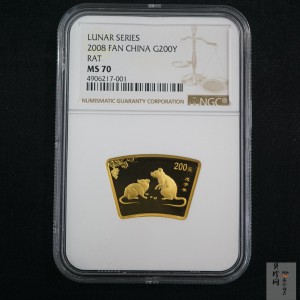 LUNAR SERIES
2008 FAN CHINA G200Y
RAT
MS 70
4906217-001
NUMISMATIC GUARANTY CORPORATION
NGC
200元